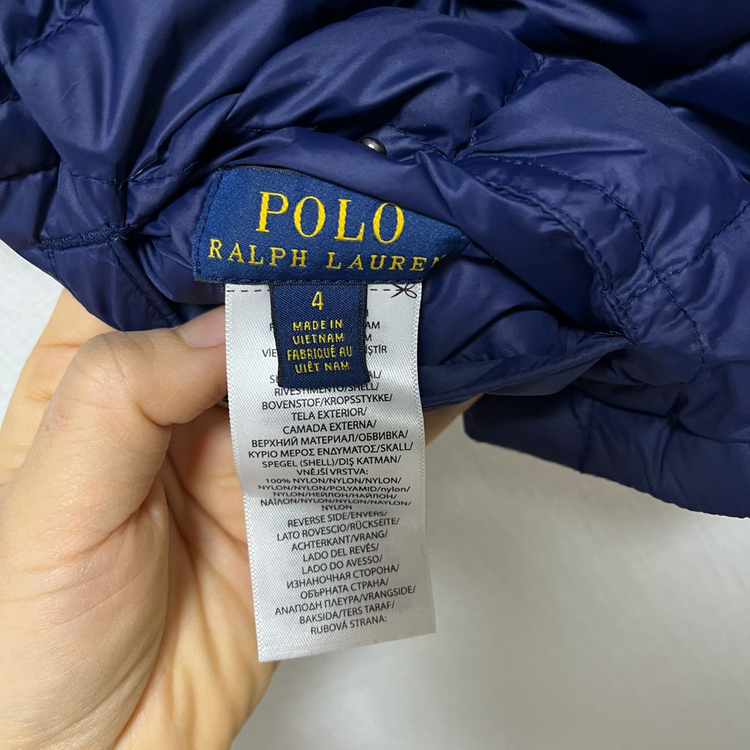 POLO
RALPH LAUREN
4
MADE IN
VIETNAM
FABRIQUÉ AU
VIÊT NAM
RIVESTIMENTO/SHELL/
BOVENSTOF/KROPSSTYKKE/
TELA EXTERIOR/
CAMADA EXTERNA/
ВЕРХНИЙ МАТЕРИАЛ/ОБВИВКА/
ΚΥΡΙΟ ΜΕΡΟΣ ΕΝΔΥΜΑΤΟΣ/SKALL/
SPEGEL (SHELL)/DIŞ KATMAN/
VNĚJŠÍ VRSTVA:
100% NYLON/NYLON/NYLON/
NYLON/NYLON/POLYAMID/nylon/
NYLON/НЕЙЛОН/НАЙЛОН/
ΝΑΪΛΟΝ/NYLON/NYLON/NAYLON/
NYLON
REVERSE SIDE/ENVERS/
LATO ROVESCIO/RÜCKSEITE/
ACHTERKANT/VRANG/
LADO DEL REVÉS/
LADO DO AVESSO/
ИЗНАНОЧНАЯ СТОРОНА/
ОБЪРНАТА СТРАНА/
ΑΝΑΠΟΔΗ ΠΛΕΥΡΑ/VRANGSIDE/
BAKSIDA/TERS TARAF/
RUBOVÁ STRANA: